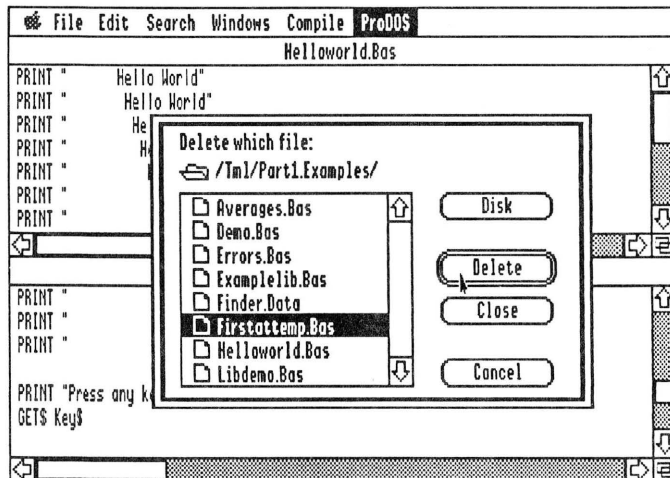 File Edit Search Windows Compile ProDOS
Helloworld.Bas
PRINT " Hello World"
PRINT " Hello World"
PRINT " He
PRINT " H
PRINT "
PRINT "
PRINT "
Delete which file:
/Tml/Part1.Examples/
Averages.Bas
Demo.Bas
Errors.Bas
Examplelib.Bas
Finder.Data
Firstattemp.Bas
Helloworld.Bas
Libdemo.Bas
Disk
Delete
Close
Cancel
PRINT "
PRINT "
PRINT "
PRINT "Press any k
GET$ Key$